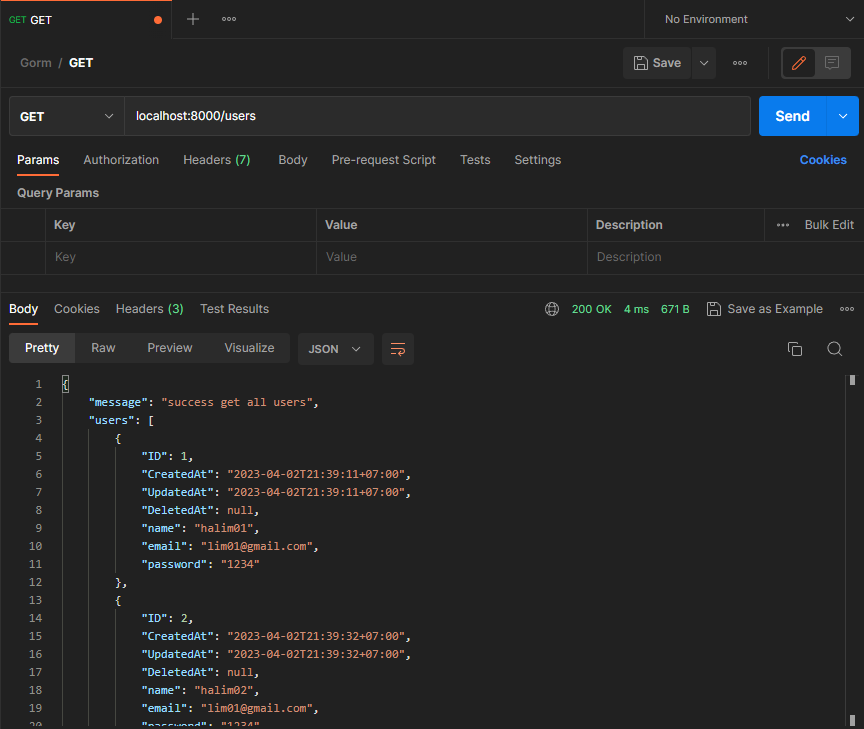 GET GET
No Environment
Gorm / GET
Save
GET localhost:8000/users Send
Params Authorization Headers (7) Body Pre-request Script Tests Settings Cookies
Query Params
Key Value Description Bulk Edit
Key Value Description
Body Cookies Headers (3) Test Results 200 OK 4 ms 671 B Save as Example
Pretty Raw Preview Visualize JSON
1 {
2 "message": "success get all users",
3 "users": [
4 {
5 "ID": 1,
6 "CreatedAt": "2023-04-02T21:39:11+07:00",
7 "UpdatedAt": "2023-04-02T21:39:11+07:00",
8 "DeletedAt": null,
9 "name": "halim01",
10 "email": "lim01@gmail.com",
11 "password": "1234"
12 },
13 {
14 "ID": 2,
15 "CreatedAt": "2023-04-02T21:39:32+07:00",
16 "UpdatedAt": "2023-04-02T21:39:32+07:00",
17 "DeletedAt": null,
18 "name": "halim02",
19 "email": "lim01@gmail.com",
20 "password": "1234"